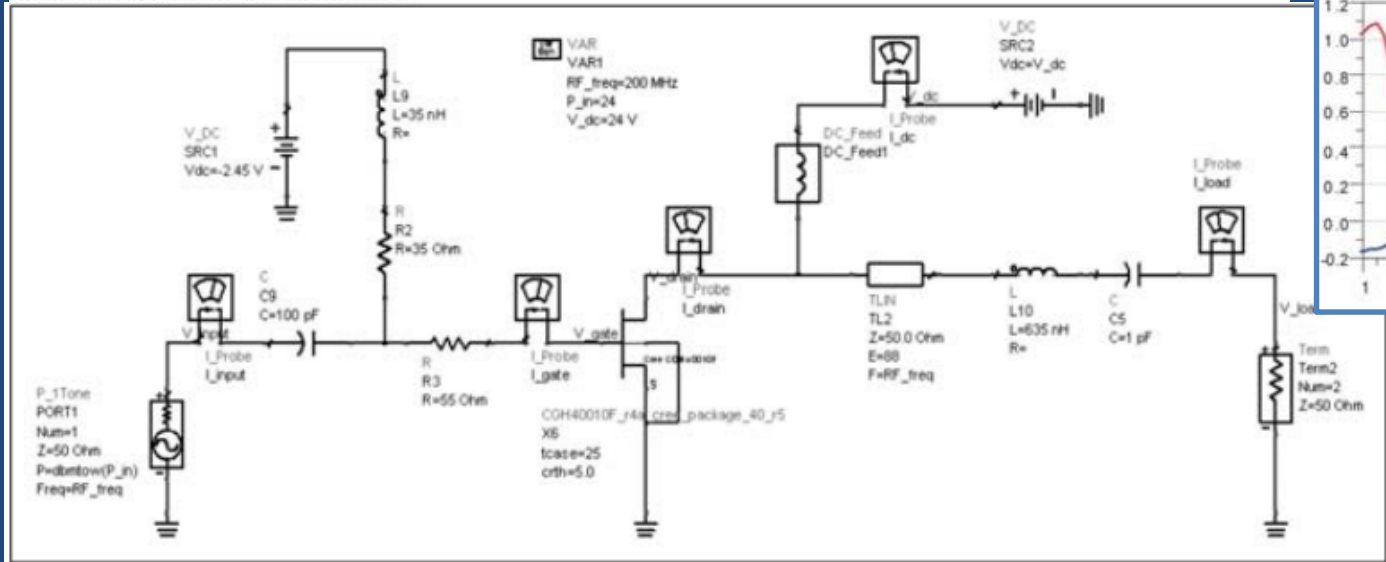 VAR
VAR1
RF_freq=200 MHz
P_in=24
V_dc=24 V
L
L9
L=35 nH
R=
V_DC
SRC1
Vdc=-2.45 V
+
-
R
R2
R=35 Ohm
C
C9
C=100 pF
V_input
I_Probe
I_input
P_1Tone
PORT1
Num=1
Z=50 Ohm
P=dbmtow(P_in)
Freq=RF_freq
R
R3
R=55 Ohm
I_Probe
I_gate
V_gate
CGH40010F_r4a_cree_package_40_r5
X6
tcase=25
crth=5.0
I_Probe
I_drain
DC_Feed
DC_Feed1
V_dc
I_Probe
I_dc
V_DC
SRC2
Vdc=V_dc
+
TLIN
TL2
Z=50.0 Ohm
E=88
F=RF_freq
L
L10
L=635 nH
R=
C
C5
C=1 pF
I_Probe
I_load
Term
Term2
Num=2
Z=50 Ohm
1.2
1.0
0.8
0.6
0.4
0.2
0.0
-0.2
1